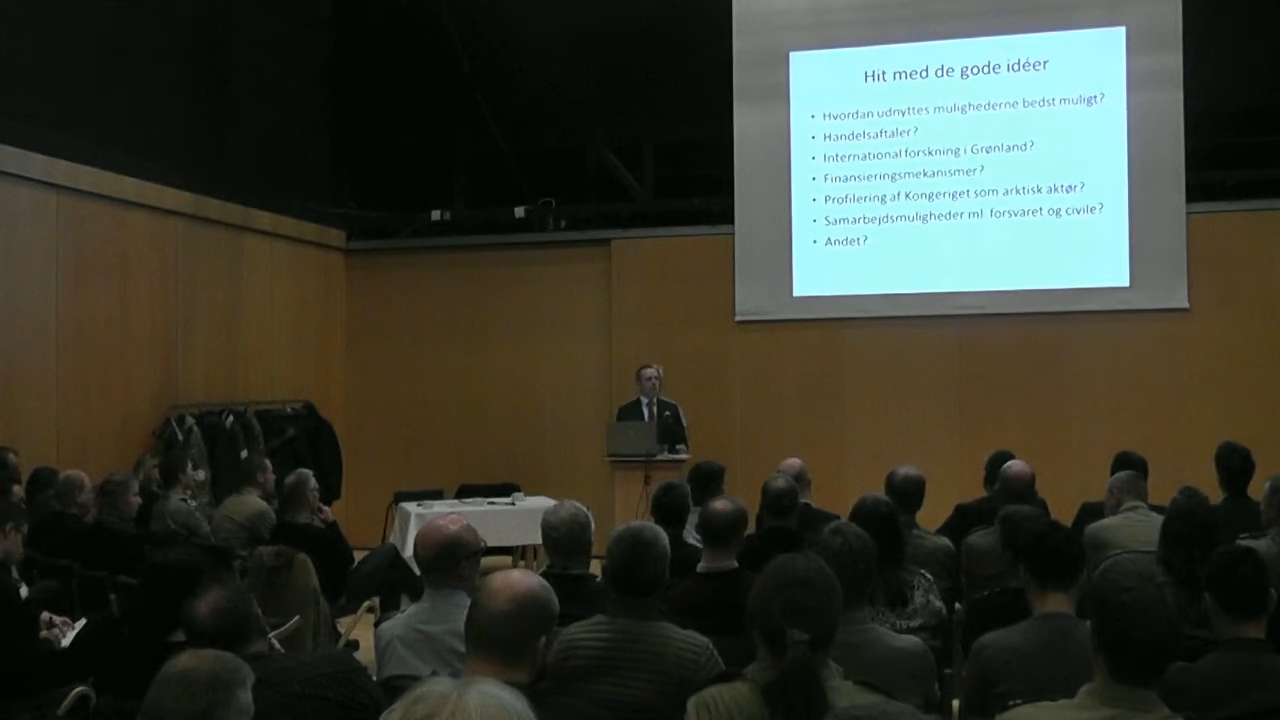 Hit med de gode idéer
• Hvordan udnyttes mulighederne bedst muligt?
• Handelsaftaler?
• International forskning i Grønland?
• Finansieringsmekanismer?
• Profilering af Kongeriget som arktisk aktør?
• Samarbejdsmuligheder ml forsvaret og civile?
• Andet?